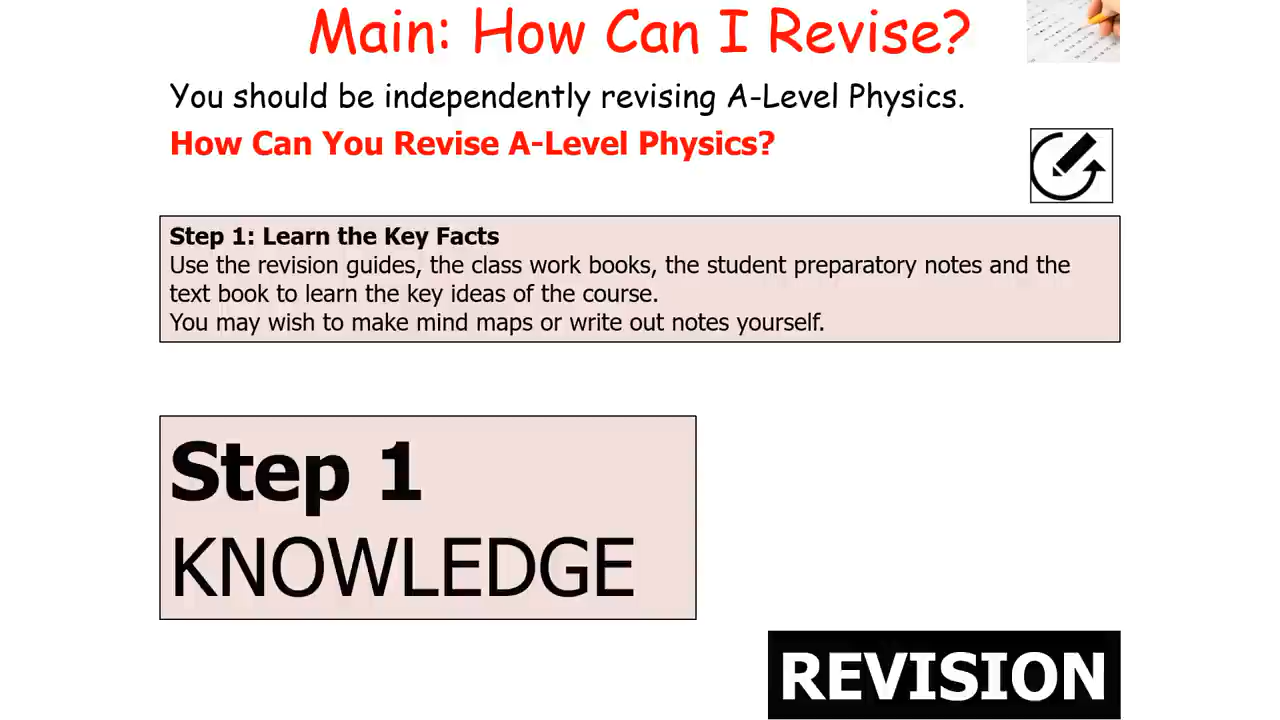 Main: How Can I Revise?
You should be independently revising A-Level Physics.
How Can You Revise A-Level Physics?
Step 1: Learn the Key Facts
Use the revision guides, the class work books, the student preparatory notes and the
text book to learn the key ideas of the course.
You may wish to make mind maps or write out notes yourself.
Step 1
KNOWLEDGE
REVISION